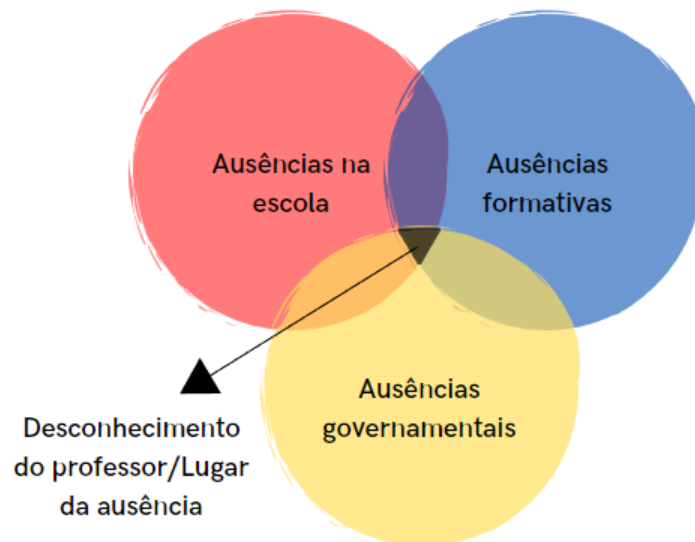 Ausências na
escola
Ausências
formativas
Ausências
governamentais
Desconhecimento
do professor/Lugar
da ausência